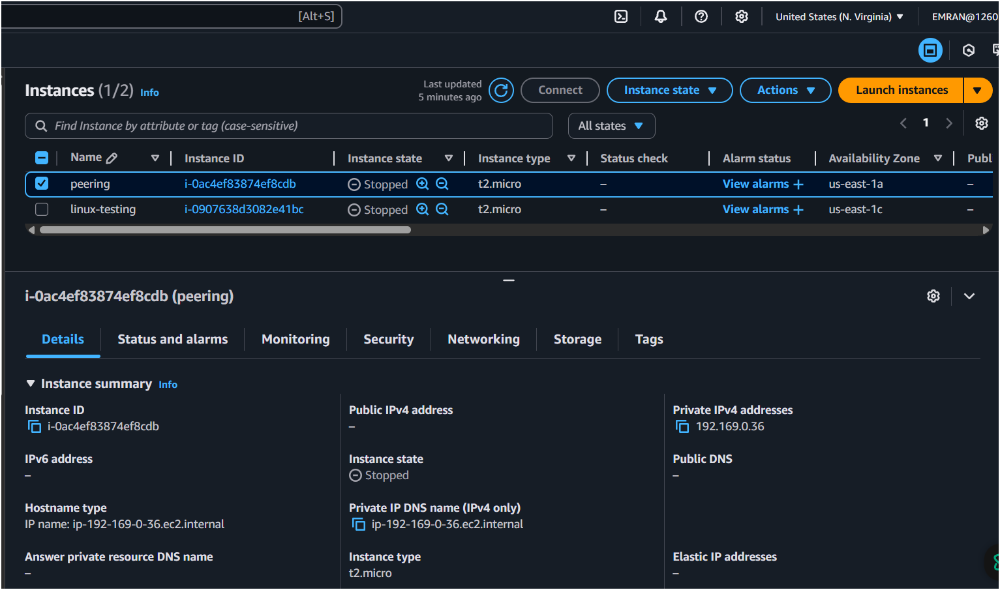 [Alt+S]
United States (N. Virginia)
EMRAN@1260
Instances (1/2) Info
Last updated
5 minutes ago
Connect
Instance state
Actions
Launch instances
Find Instance by attribute or tag (case-sensitive)
All states
1
Name Instance ID Instance state Instance type Status check Alarm status Availability Zone Publ
peering i-0ac4ef83874ef8cdb Stopped t2.micro – View alarms + us-east-1a –
linux-testing i-0907638d3082e41bc Stopped t2.micro – View alarms + us-east-1c –
i-0ac4ef83874ef8cdb (peering)
Details Status and alarms Monitoring Security Networking Storage Tags
Instance summary Info
Instance ID
i-0ac4ef83874ef8cdb
Public IPv4 address
–
Private IPv4 addresses
192.169.0.36
IPv6 address
–
Instance state
Stopped
Public DNS
–
Hostname type
IP name: ip-192-169-0-36.ec2.internal
Private IP DNS name (IPv4 only)
ip-192-169-0-36.ec2.internal
Answer private resource DNS name
–
Instance type
t2.micro
Elastic IP addresses
–